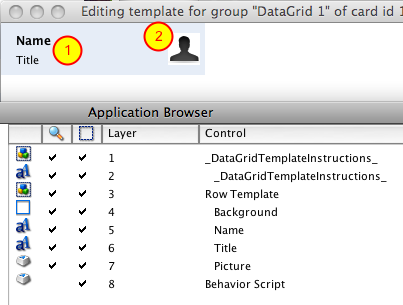 Editing template for group "DataGrid 1" of card id 1
Name
1
2
Title
Application Browser
Layer Control
1 _DataGridTemplateInstructions_
2 _DataGridTemplateInstructions_
3 Row Template
4 Background
5 Name
6 Title
7 Picture
8 Behavior Script